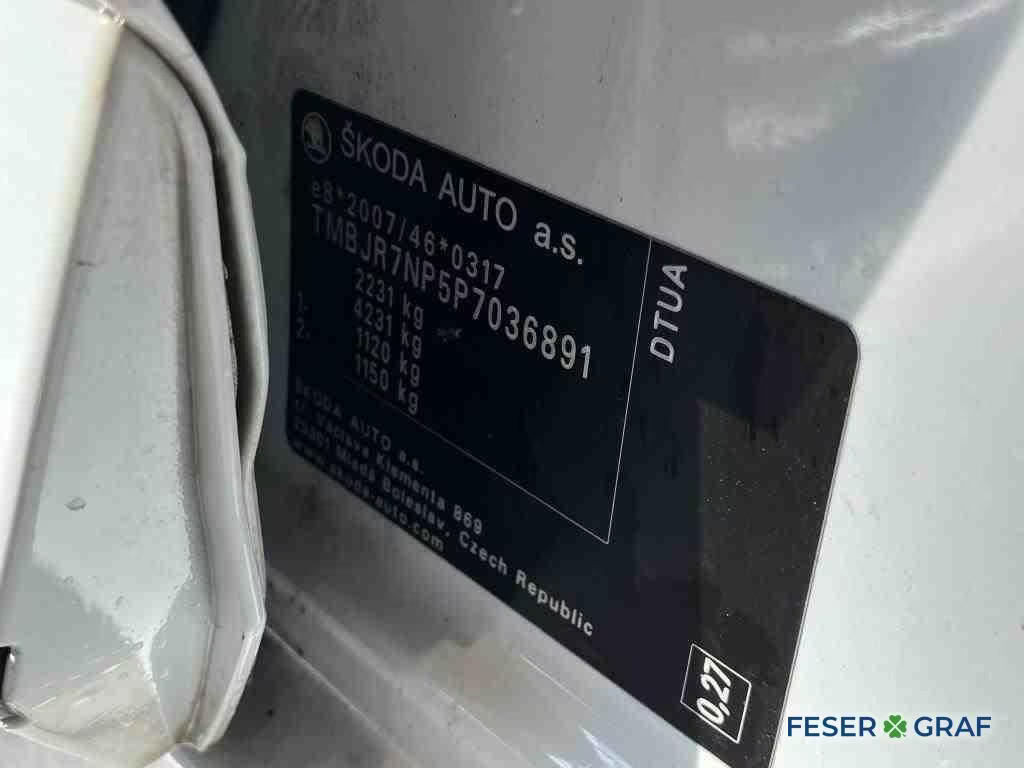 ŠKODA AUTO a.s.
e8*2007/46*0317
TMBJR7NP5P7036891
2231 kg
4231 kg
1. 1120 kg
2. 1150 kg
ŠKODA AUTO a.s.
tř. Václava Klementa 869
29301 Mladá Boleslav, Czech Republic
www.skoda-auto.com
DTUA
0,27
FESER GRAF